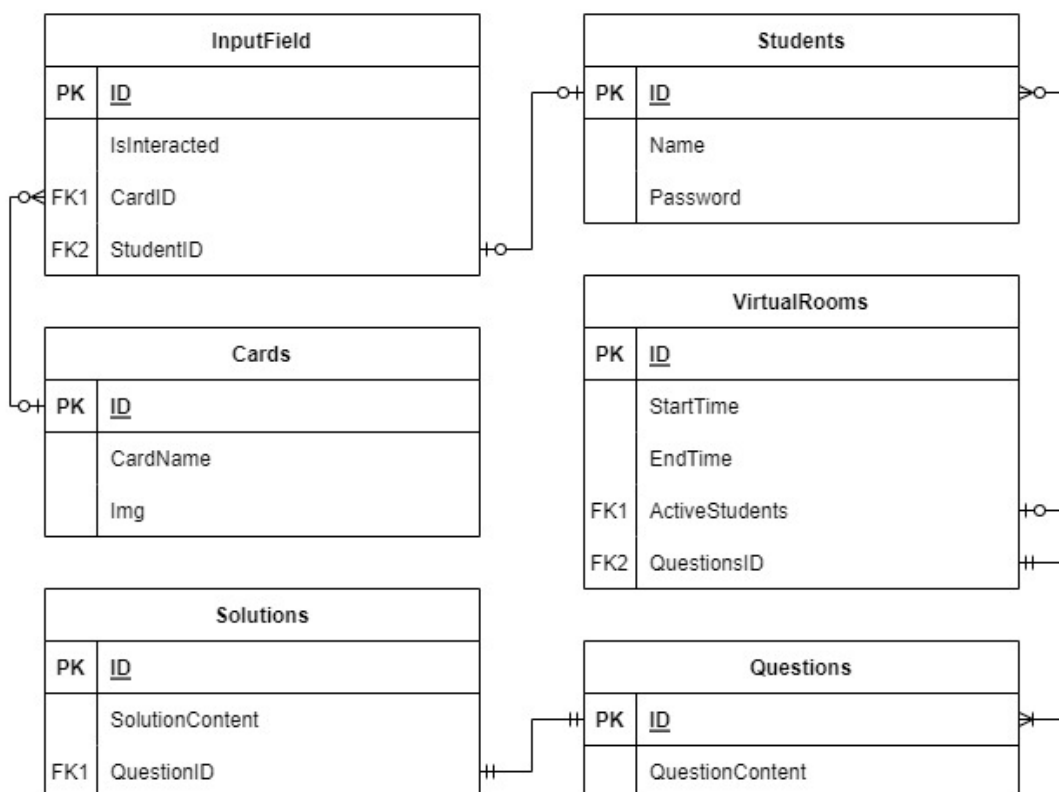 InputField
PK ID
IsInteracted
FK1 CardID
FK2 StudentID
Students
PK ID
Name
Password
VirtualRooms
PK ID
StartTime
EndTime
FK1 ActiveStudents
FK2 QuestionsID
Cards
PK ID
CardName
Img
Solutions
PK ID
SolutionContent
FK1 QuestionID
Questions
PK ID
QuestionContent